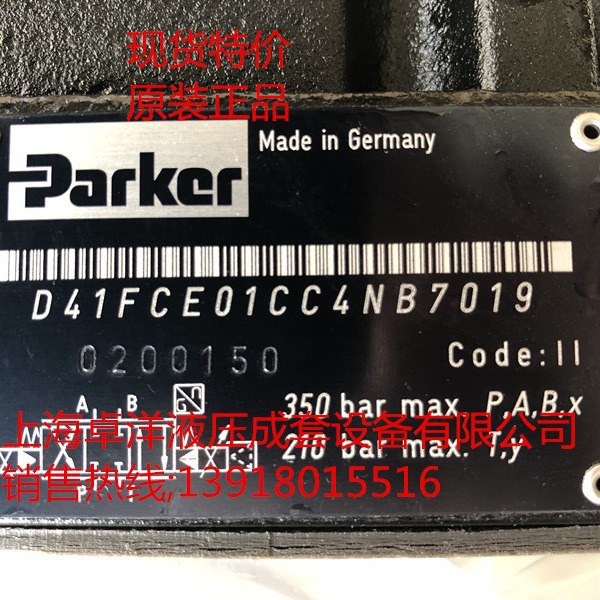 现货特价
原装正品
Parker
Made in Germany
D41FCE01CC4NB7019
0200150
Code:11
A B
350 bar max. P,A,B,x
上海卓洋液压成套设备有限公司
210 bar max. T,y
销售热线;13918015516